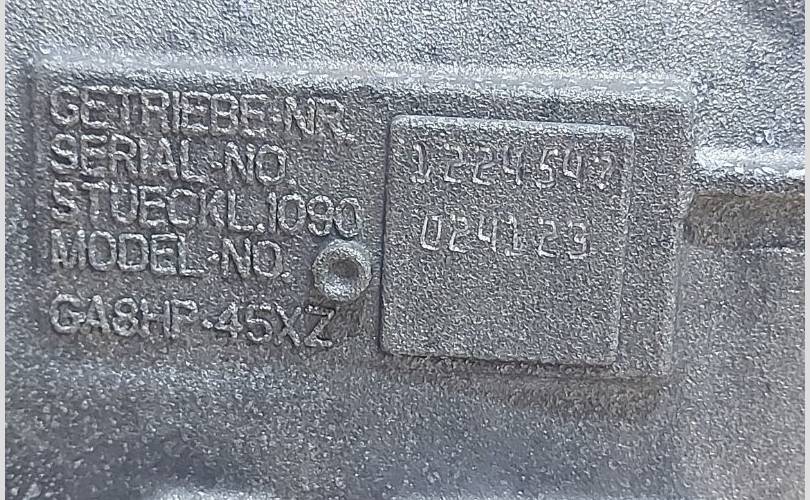 GETRIEBE-NR.
SERIAL-NO.
STUECKL.1090
MODEL-NO.
GA8HP-45XZ
1224547
024123